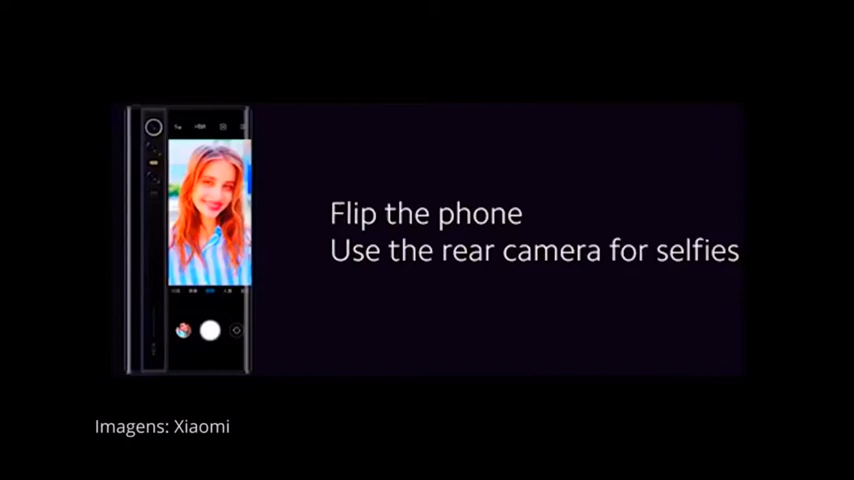 Flip the phone
Use the rear camera for selfies
Imagens: Xiaomi